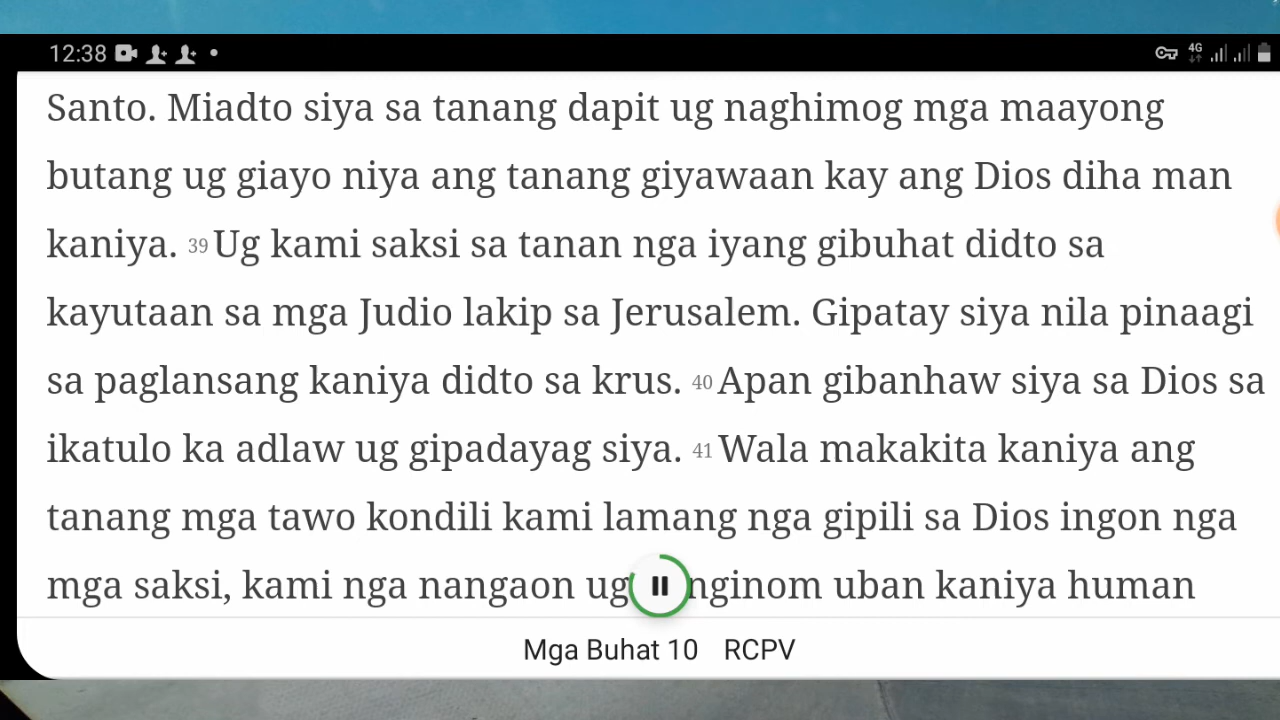 12:38
4G
Santo. Miadto siya sa tanang dapit ug naghimog mga maayong
butang ug giayo niya ang tanang giyawaan kay ang Dios diha man
kaniya. 39 Ug kami saksi sa tanan nga iyang gibuhat didto sa
kayutaan sa mga Judio lakip sa Jerusalem. Gipatay siya nila pinaagi
sa paglansang kaniya didto sa krus. 40 Apan gibanhaw siya sa Dios sa
ikatulo ka adlaw ug gipadayag siya. 41 Wala makakita kaniya ang
tanang mga tawo kondili kami lamang nga gipili sa Dios ingon nga
mga saksi, kami nga nangaon ug uban kaniya human
Mga Buhat 10 RCPV